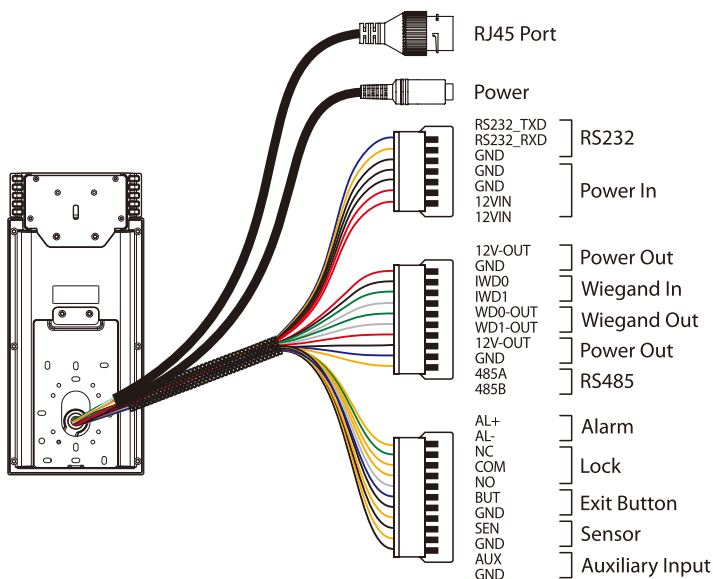 RJ45 Port
Power
RS232_TXD
RS232_RXD
GND
RS232
GND
GND
12VIN
12VIN
Power In
12V-OUT
GND
Power Out
IWD0
IWD1
Wiegand In
WD0-OUT
WD1-OUT
Wiegand Out
12V-OUT
GND
Power Out
485A
485B
RS485
AL+
AL-
Alarm
NC
COM
NO
Lock
BUT
GND
Exit Button
SEN
GND
Sensor
AUX
GND
Auxiliary Input